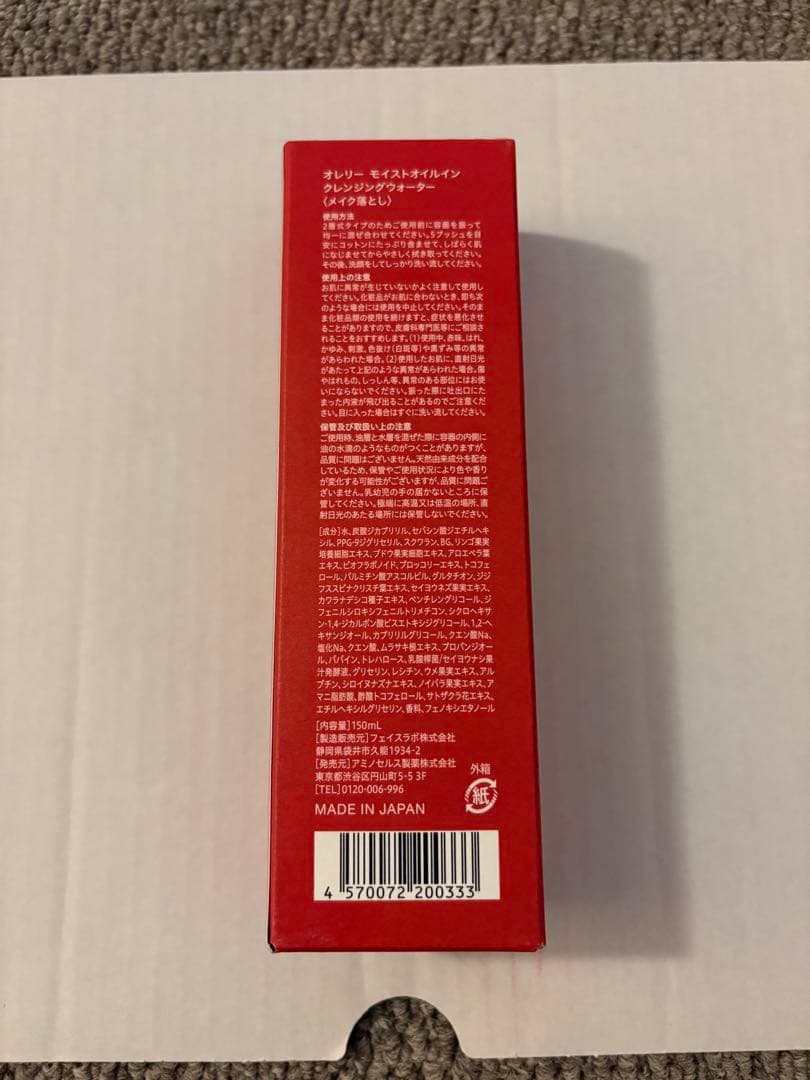 オレリー モイストオイルイン
クレンジングウォーター
〈メイク落とし〉
使用方法
2層式タイプのためご使用前に容器を振って
均一に混ぜ合わせてください。5プッシュを目
安にコットンにたっぷり含ませて、しばらく肌
になじませてからやさしく拭き取ってください。
その後、洗顔をしてしっかり洗い流してください。
使用上の注意
お肌に異常が生じていないかよく注意して使用し
てください。化粧品がお肌に合わないとき、即ち次
のような場合には使用を中止してください。そのま
ま化粧品類の使用を続けますと、症状を悪化させ
ることがありますので、皮膚科専門医等にご相談さ
れることをおすすめします。(1)使用中、赤味、はれ、
かゆみ、刺激、色抜け(白斑等)や黒ずみ等の異常
があらわれた場合。(2)使用したお肌に、直射日光
があたって上記のような異常があらわれた場合。傷
やはれもの、しっしん等、異常のある部位にはお使
いにならないでください。振った際に吐出口にた
まった内液が飛び出ることがあるのでご注意くださ
い。目に入った場合はすぐに洗い流してください。
保管及び取扱い上の注意
ご使用時、油層と水層を混ぜた際に容器の内側に
油の水滴のようなものがつくことがありますが、
品質に問題はございません。天然由来成分を配合
しているため、保管やご使用状況により色や香り
が変化する可能性がございますが、品質に問題ご
ざいません。乳幼児の手の届かないところに保
管してください。極端に高温又は低温の場所、直
射日光のあたる場所には保管しないでください。
[成分]水、炭酸ジカプリリル、セバシン酸ジエチルヘキ
シル、PPG-9ジグリセリル、スクワラン、BG、リンゴ果実
培養細胞エキス、ブドウ果実細胞エキス、アロエベラ葉
エキス、ビオフラボノイド、ブロッコリーエキス、トコフェ
ロール、パルミチン酸アスコルビル、グルタチオン、ジジ
フススピナクリスチ葉エキス、セイヨウネズ果実エキス、
カワラナデシコ種子エキス、ペンチレングリコール、ジ
フェニルシロキシフェニルトリメチコン、シクロヘキサ
ン-1,4-ジカルボン酸ビスエトキシジグリコール、1,2-ヘ
キサンジオール、カプリリルグリコール、クエン酸Na、
塩化Na、クエン酸、ムラサキ根エキス、プロパンジオー
ル、パパイン、トレハロース、乳酸桿菌/セイヨウナシ果
汁発酵液、グリセリン、レシチン、ウメ果実エキス、アル
ブチン、シロイヌナズナエキス、ノイバラ果実エキス、ア
マニ脂肪酸、酢酸トコフェロール、サトザクラ花エキス、
エチルヘキシルグリセリン、香料、フェノキシエタノール
[内容量]150mL
[製造販売元]フェイスラボ株式会社
静岡県袋井市久能1934-2
[発売元]アミノセルス製薬株式会社
東京都渋谷区円山町5-5 3F
[TEL]0120-006-996
外箱
紙
MADE IN JAPAN
4 570072 200333